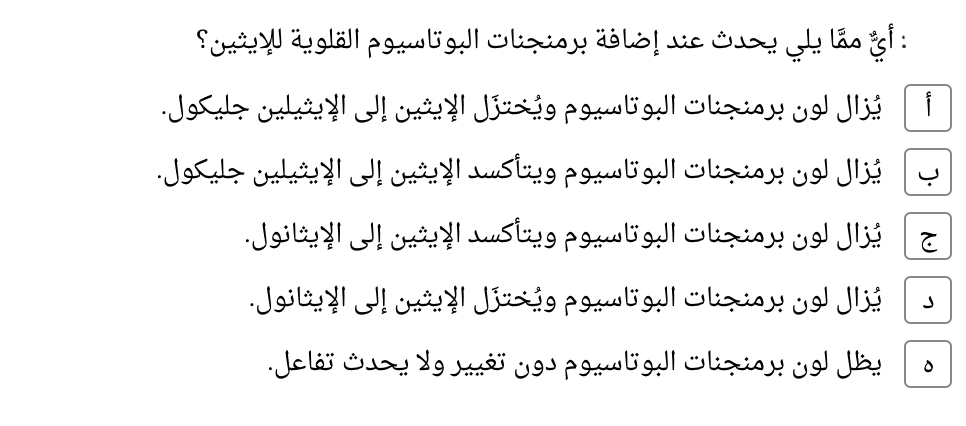 : أيٌّ ممَّا يلي يحدث عند إضافة برمنجنات البوتاسيوم القلوية للإيثين؟
أ يُزال لون برمنجنات البوتاسيوم ويُختزَل الإيثين إلى الإيثيلين جليكول.
ب يُزال لون برمنجنات البوتاسيوم ويتأكسد الإيثين إلى الإيثيلين جليكول.
ج يُزال لون برمنجنات البوتاسيوم ويتأكسد الإيثين إلى الإيثانول.
د يُزال لون برمنجنات البوتاسيوم ويُختزَل الإيثين إلى الإيثانول.
ه يظل لون برمنجنات البوتاسيوم دون تغيير ولا يحدث تفاعل.